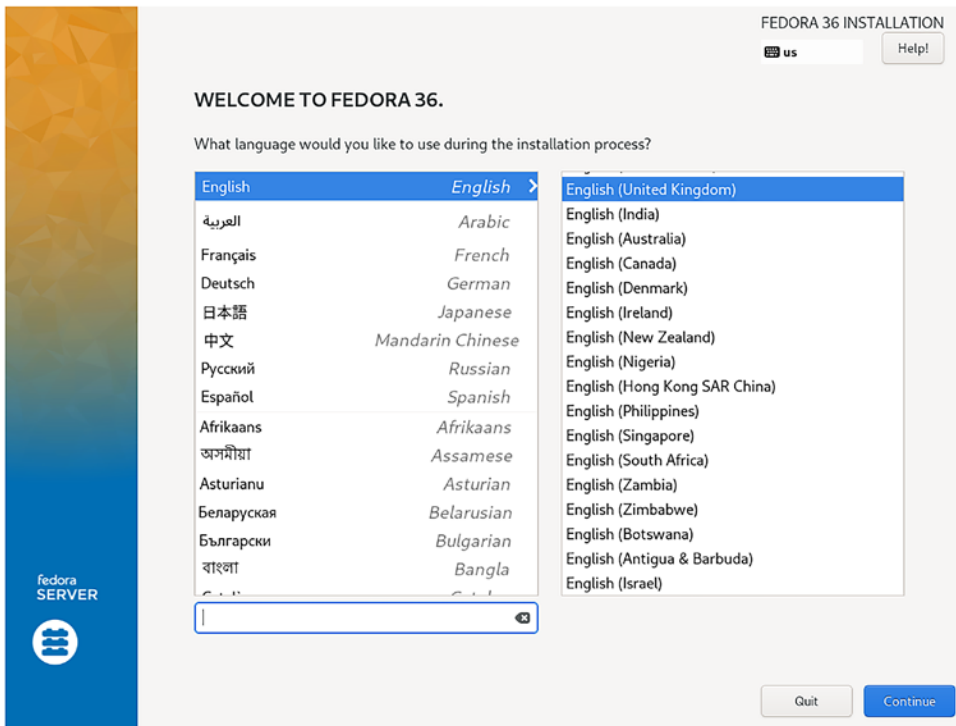 FEDORA 36 INSTALLATION
us
Help!
WELCOME TO FEDORA 36.
What language would you like to use during the installation process?
English English
العربية Arabic
Français French
Deutsch German
日本語 Japanese
中文 Mandarin Chinese
Русский Russian
Español Spanish
Afrikaans Afrikaans
অসমীয়া Assamese
Asturianu Asturian
Беларуская Belarusian
Български Bulgarian
বাংলা Bangla
English (United Kingdom)
English (India)
English (Australia)
English (Canada)
English (Denmark)
English (Ireland)
English (New Zealand)
English (Nigeria)
English (Hong Kong SAR China)
English (Philippines)
English (Singapore)
English (South Africa)
English (Zambia)
English (Zimbabwe)
English (Botswana)
English (Antigua & Barbuda)
English (Israel)
fedora
SERVER
Quit
Continue